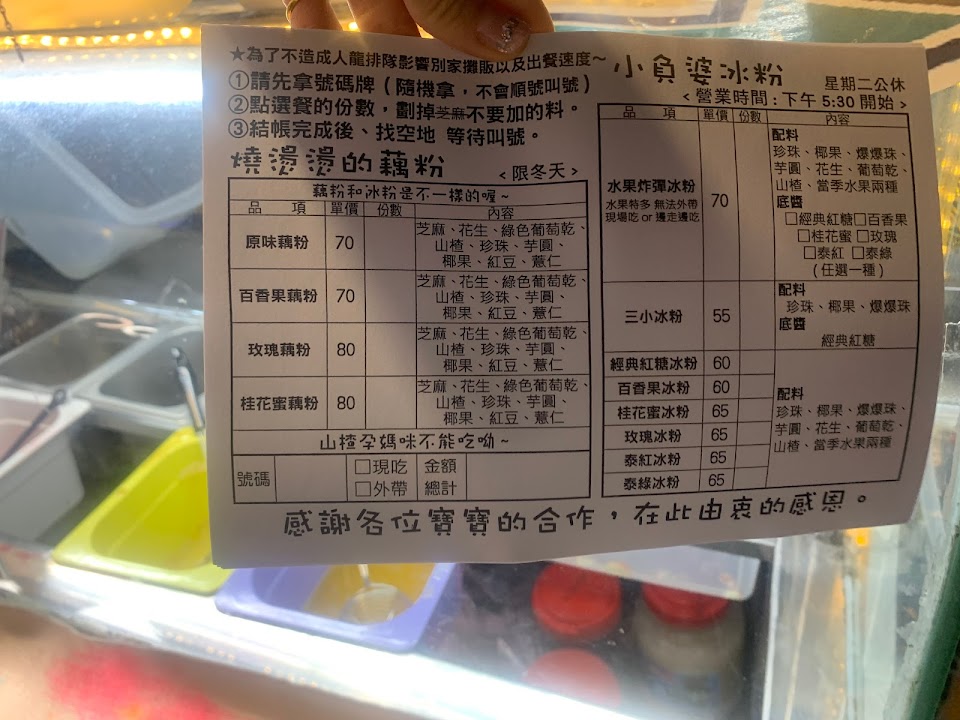 ★為了不造成人龍排隊影響別家攤販以及出餐速度~
①請先拿號碼牌(隨機拿,不會順號叫號)
②點選餐的份數,劃掉芝麻不要加的料。
③結帳完成後、找空地 等待叫號。
燒燙燙的藕粉 <限冬天>
藕粉和冰粉是不一樣的喔~
品 項 單價 份數 內容
原味藕粉 70
芝麻、花生、綠色葡萄乾、
山楂、珍珠、芋圓、
椰果、紅豆、薏仁
百香果藕粉 70
芝麻、花生、綠色葡萄乾、
山楂、珍珠、芋圓、
椰果、紅豆、薏仁
玫瑰藕粉 80
芝麻、花生、綠色葡萄乾、
山楂、珍珠、芋圓、
椰果、紅豆、薏仁
桂花蜜藕粉 80
芝麻、花生、綠色葡萄乾、
山楂、珍珠、芋圓、
椰果、紅豆、薏仁
山楂孕媽咪不能吃呦~
號碼 □現吃 金額
□外帶 總計
小負婆冰粉 星期二公休
<營業時間:下午 5:30 開始>
品 項 單價 份數 內容
水果炸彈冰粉 70
水果特多 無法外帶
現場吃 or 邊走邊吃
配料
珍珠、椰果、爆爆珠、
芋圓、花生、葡萄乾、
山楂、當季水果兩種
底醬
□經典紅糖□百香果
□桂花蜜 □玫瑰
□泰紅 □泰綠
(任選一種)
三小冰粉 55
配料
珍珠、椰果、爆爆珠
底醬
經典紅糖
經典紅糖冰粉 60
百香果冰粉 60
桂花蜜冰粉 65
玫瑰冰粉 65
泰紅冰粉 65
泰綠冰粉 65
配料
珍珠、椰果、爆爆珠、
芋圓、花生、葡萄乾、
山楂、當季水果兩種
感謝各位寶寶的合作,在此由衷的感恩。